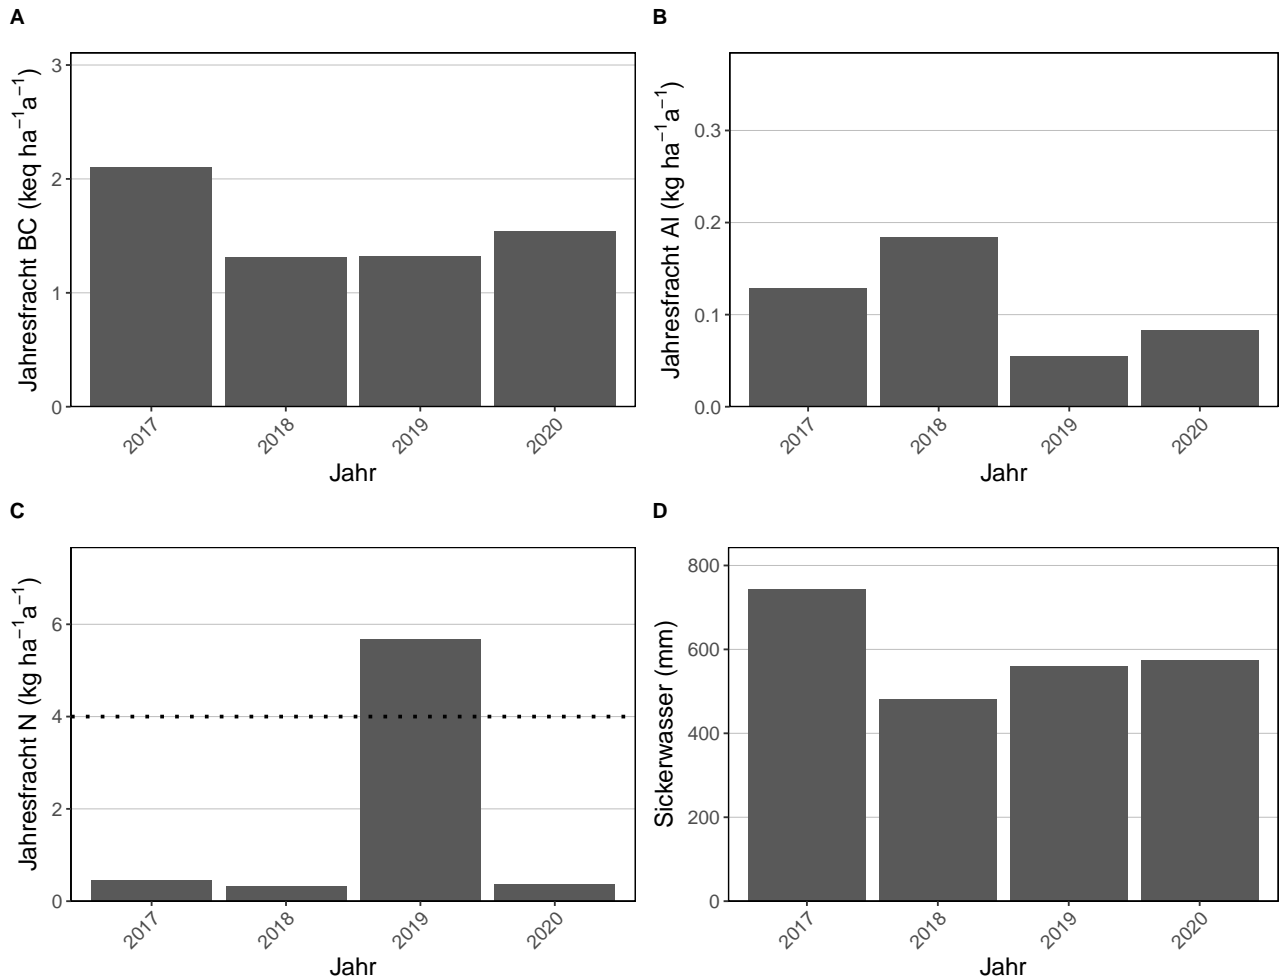 A
Jahresfracht BC (keq ha⁻¹a⁻¹)
3
2
1
0
2017 2018 2019 2020
Jahr
B
Jahresfracht Al (kg ha⁻¹a⁻¹)
0.3
0.2
0.1
0.0
2017 2018 2019 2020
Jahr
C
Jahresfracht N (kg ha⁻¹a⁻¹)
6
4
2
0
2017 2018 2019 2020
Jahr
D
Sickerwasser (mm)
800
600
400
200
0
2017 2018 2019 2020
Jahr